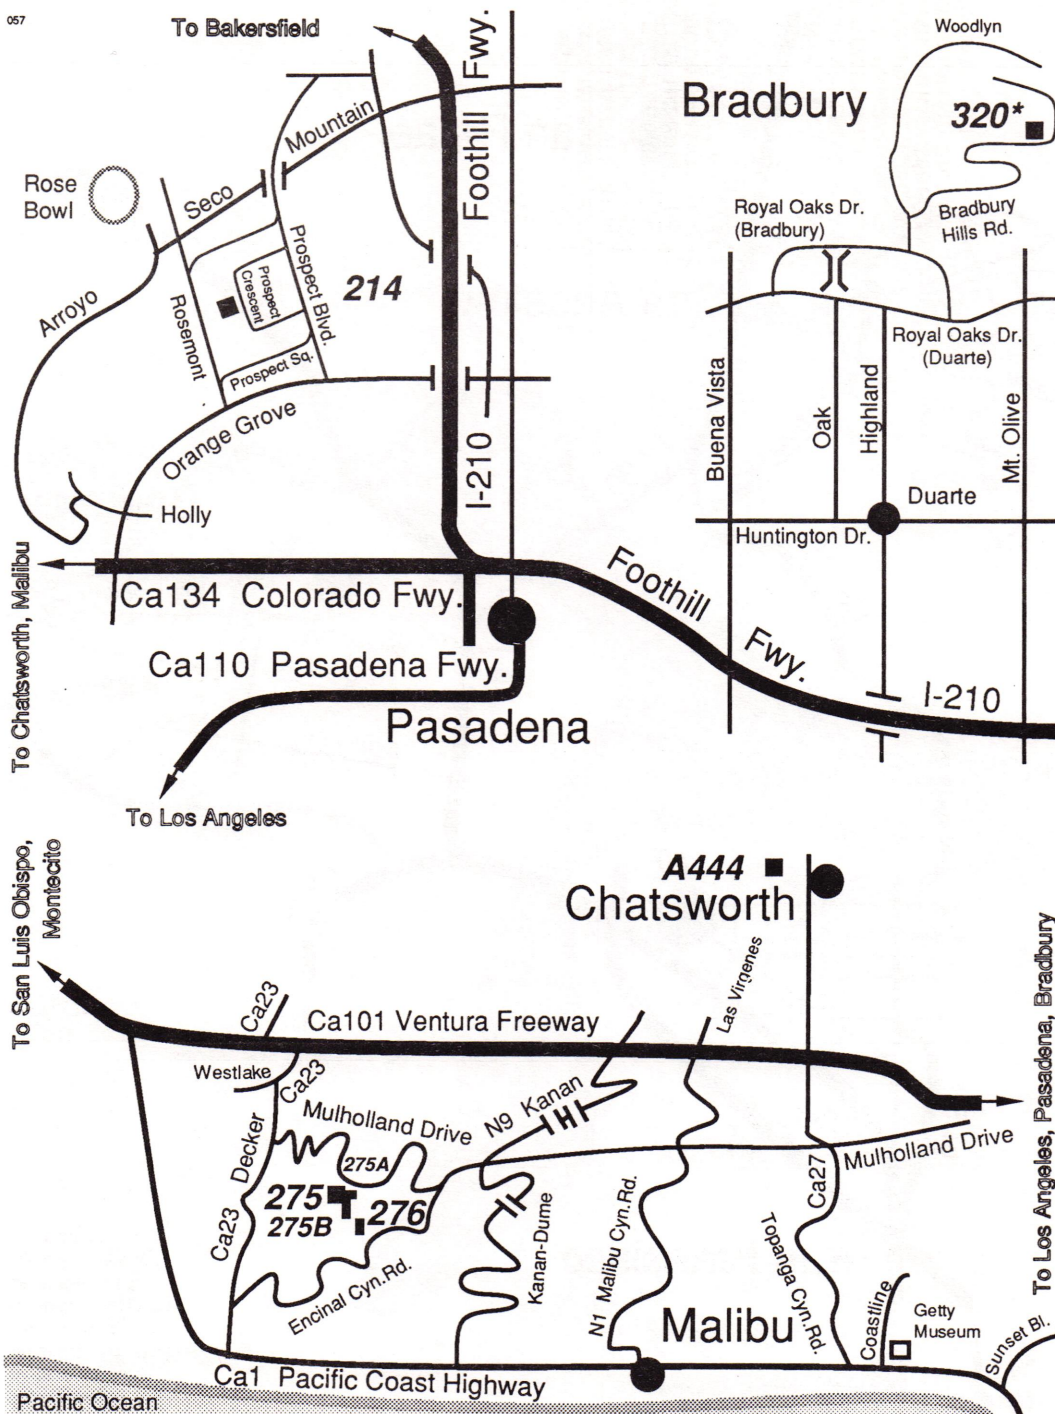 057
To Bakersfield
Foothill Fwy.
Mountain
Seco
Rose
Bowl
Arroyo
Rosemont
Prospect
Crescent
Prospect Blvd.
214
Prospect Sq.
Orange Grove
Holly
I-210
Ca134 Colorado Fwy.
Ca110 Pasadena Fwy.
Pasadena
To Chatsworth, Malibu
To Los Angeles
Woodlyn
Bradbury
320*
Royal Oaks Dr.
(Bradbury)
Bradbury
Hills Rd.
Royal Oaks Dr.
(Duarte)
Buena Vista
Oak
Highland
Mt. Olive
Duarte
Huntington Dr.
Foothill
Fwy.
I-210
To San Luis Obispo,
Montecito
A444
Chatsworth
Las Virgenes
Ca23
Ca101 Ventura Freeway
Westlake
Ca23
Mulholland Drive
N9 Kanan
Decker
275A
275
275B
276
Ca23
Encinal Cyn.Rd.
Kanan-Dume
N1 Malibu Cyn.Rd.
Ca27
Mulholland Drive
Topanga Cyn.Rd.
Malibu
Coastline
Getty
Museum
Sunset Bl.
To Los Angeles, Pasadena, Bradbury
Ca1 Pacific Coast Highway
Pacific Ocean